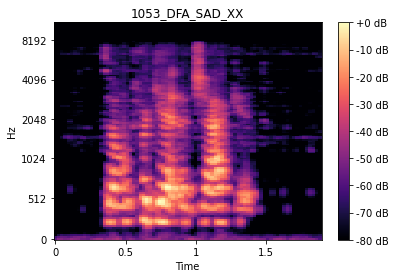 1053_DFA_SAD_XX
Hz
8192
4096
2048
1024
512
0
0
0.5
1
1.5
Time
+0 dB
-10 dB
-20 dB
-30 dB
-40 dB
-50 dB
-60 dB
-70 dB
-80 dB